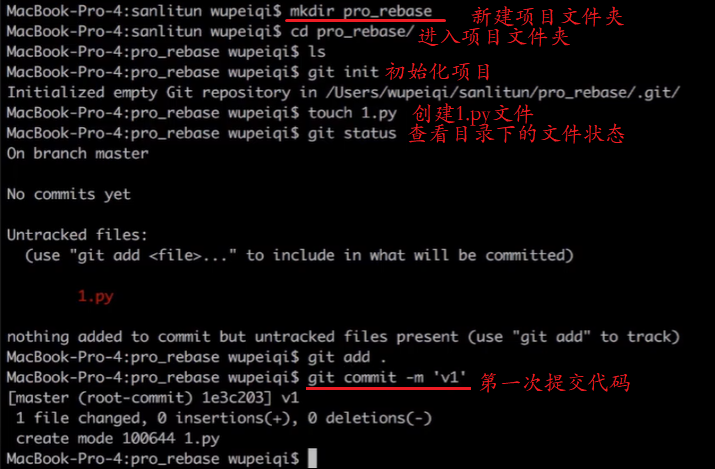 MacBook-Pro-4:sanlitun wupeiqi$ mkdir pro_rebase 新建项目文件夹
MacBook-Pro-4:sanlitun wupeiqi$ cd pro_rebase/ 进入项目文件夹
MacBook-Pro-4:pro_rebase wupeiqi$ ls
MacBook-Pro-4:pro_rebase wupeiqi$ git init 初始化项目
Initialized empty Git repository in /Users/wupeiqi/sanlitun/pro_rebase/.git/
MacBook-Pro-4:pro_rebase wupeiqi$ touch 1.py 创建1.py文件
MacBook-Pro-4:pro_rebase wupeiqi$ git status 查看目录下的文件状态
On branch master
No commits yet
Untracked files:
(use "git add <file>..." to include in what will be committed)
1.py
nothing added to commit but untracked files present (use "git add" to track)
MacBook-Pro-4:pro_rebase wupeiqi$ git add .
MacBook-Pro-4:pro_rebase wupeiqi$ git commit -m 'v1' 第一次提交代码
[master (root-commit) 1e3c203] v1
1 file changed, 0 insertions(+), 0 deletions(-)
create mode 100644 1.py
MacBook-Pro-4:pro_rebase wupeiqi$